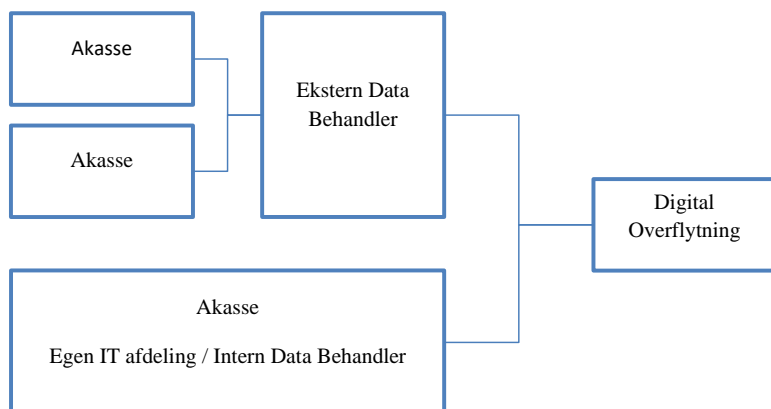 Akasse
Akasse
Ekstern Data
Behandler
Digital
Overflytning
Akasse
Egen IT afdeling / Intern Data Behandler